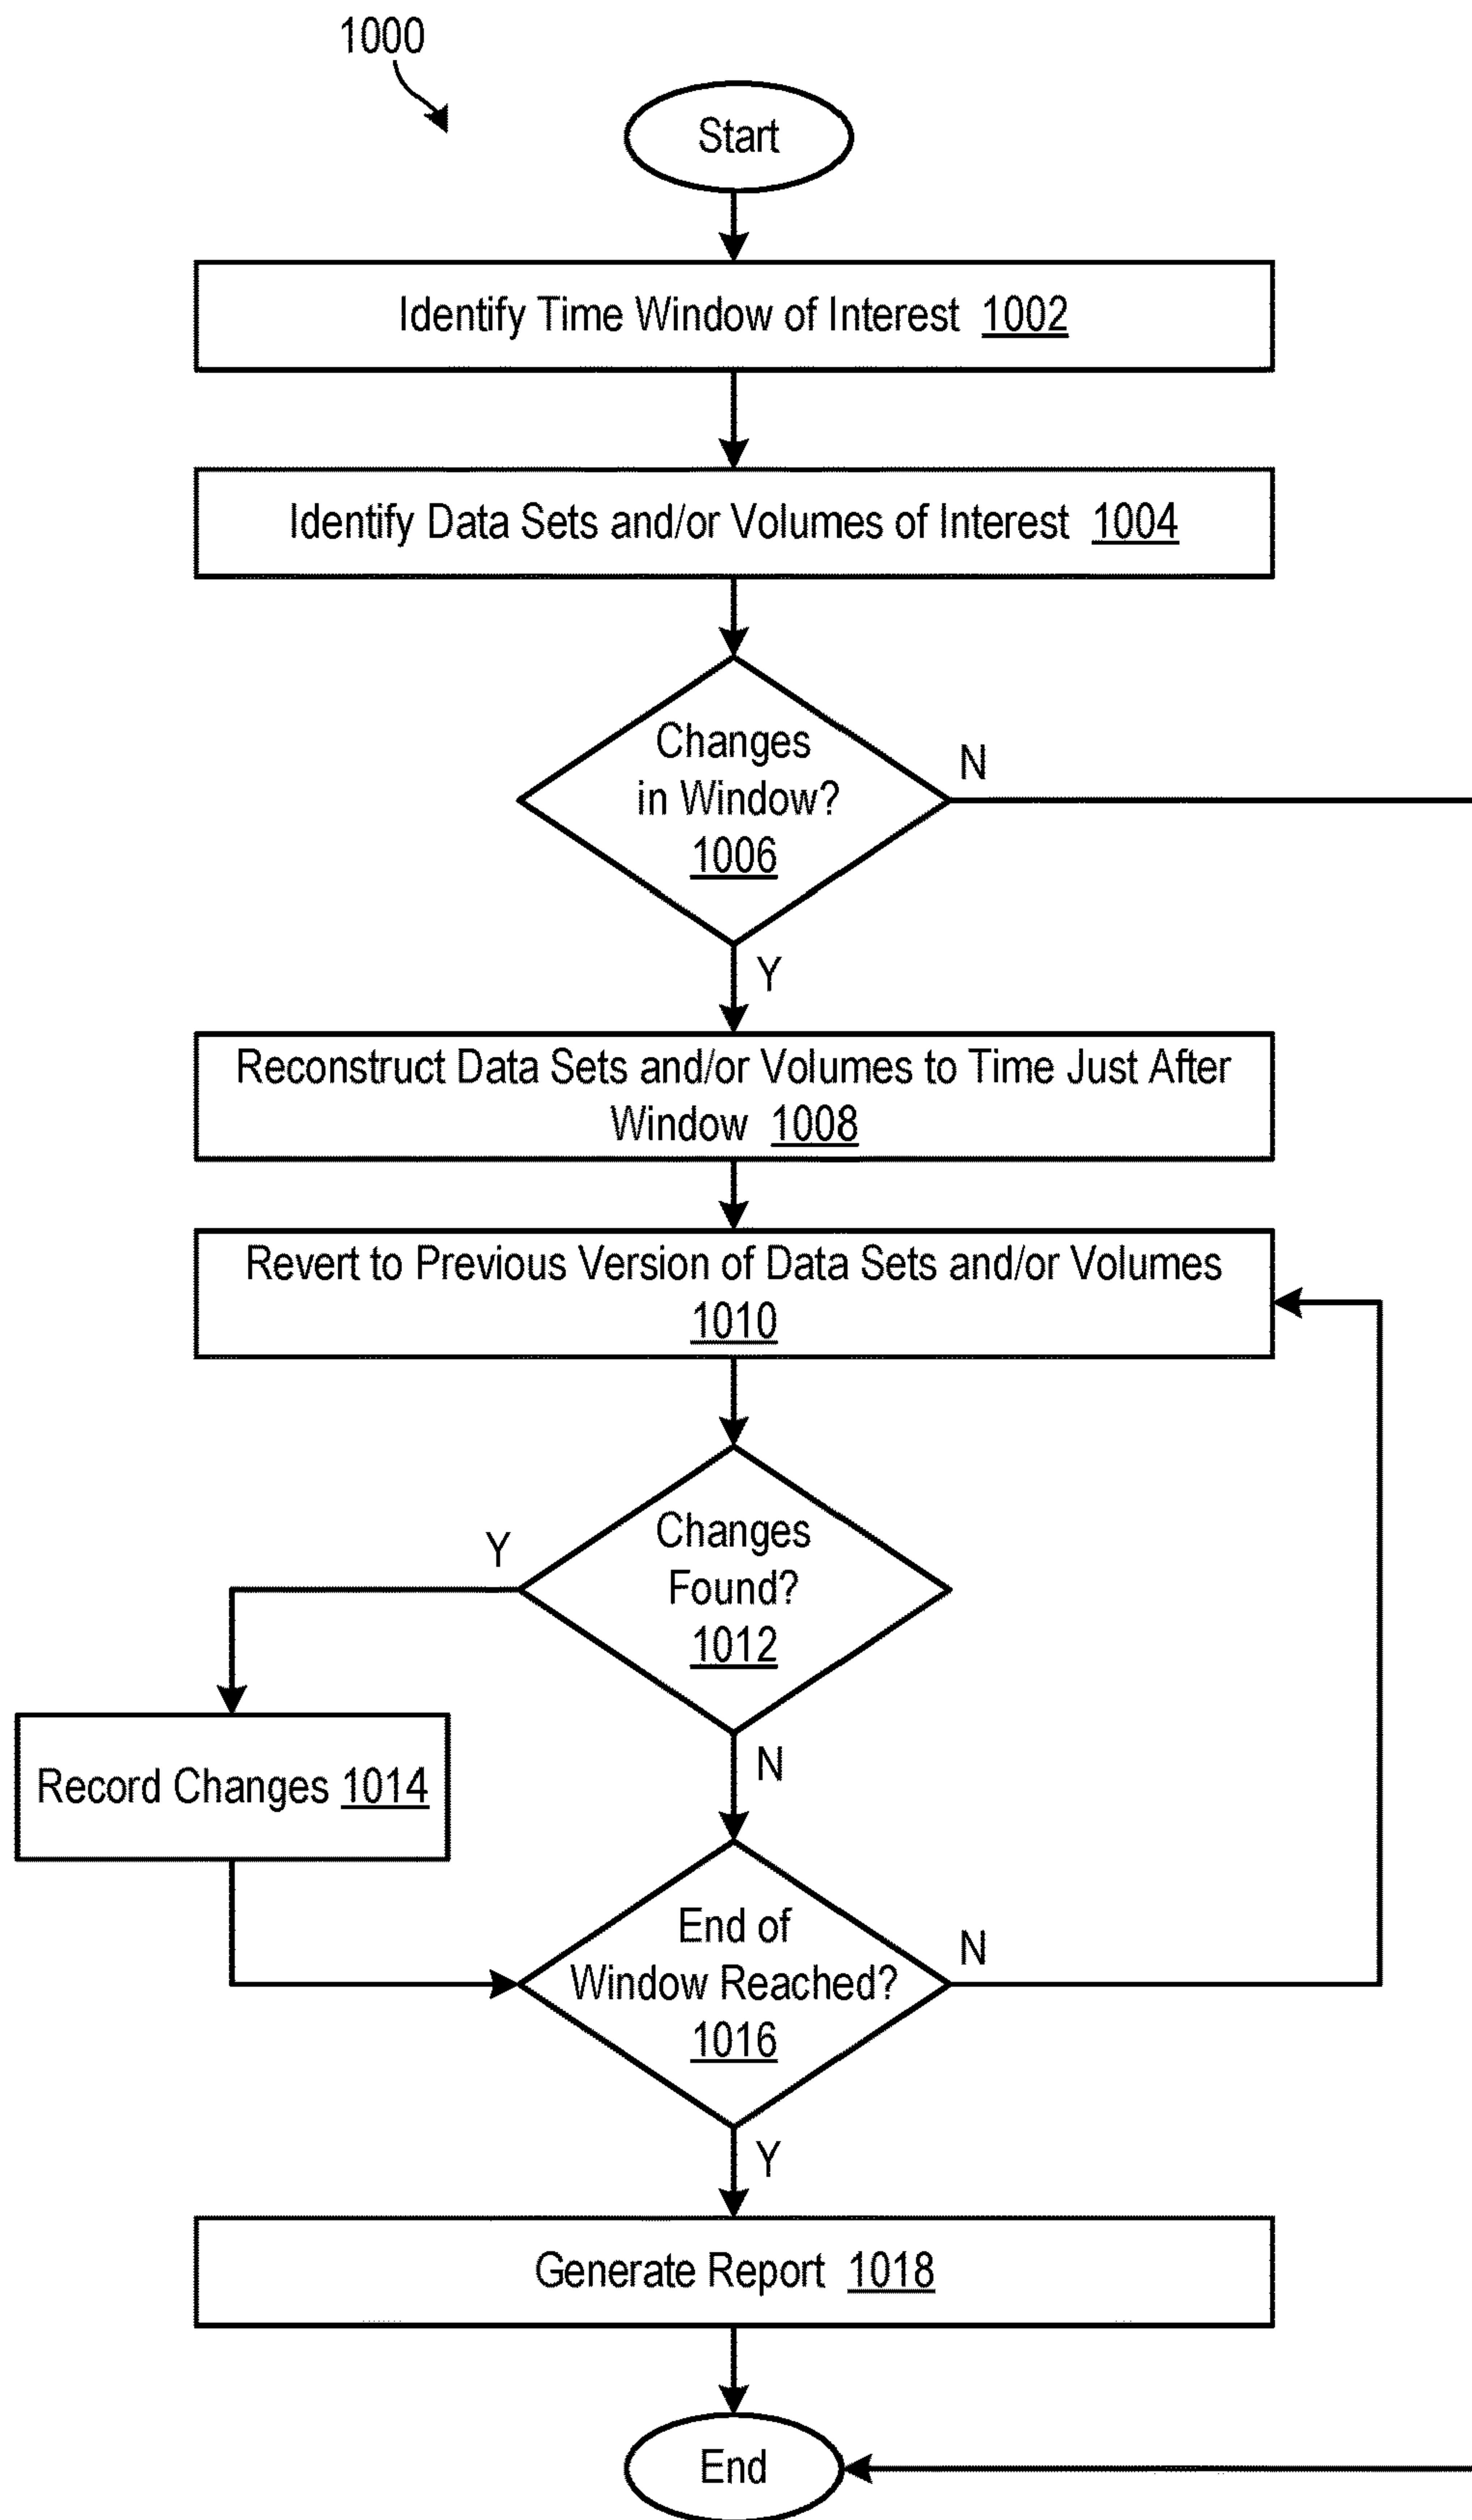 1000
Start
Identify Time Window of Interest 1002
Identify Data Sets and/or Volumes of Interest 1004
Changes
in Window?
1006
N
Y
Reconstruct Data Sets and/or Volumes to Time Just After
Window 1008
Revert to Previous Version of Data Sets and/or Volumes
1010
Changes
Found?
1012
Y
N
Record Changes 1014
End of
Window Reached?
1016
N
Y
Generate Report 1018
End